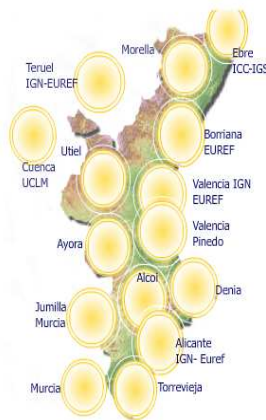 Morella
Ebre
ICC-IGS
Teruel
IGN-EUREF
Borriana
EUREF
Utiel
Cuenca
UCLM
Valencia IGN
EUREF
Valencia
Pinedo
Ayora
Alcoi
Denia
Jumilla
Murcia
Alicante
IGN- Euref
Murcia
Torrevieja